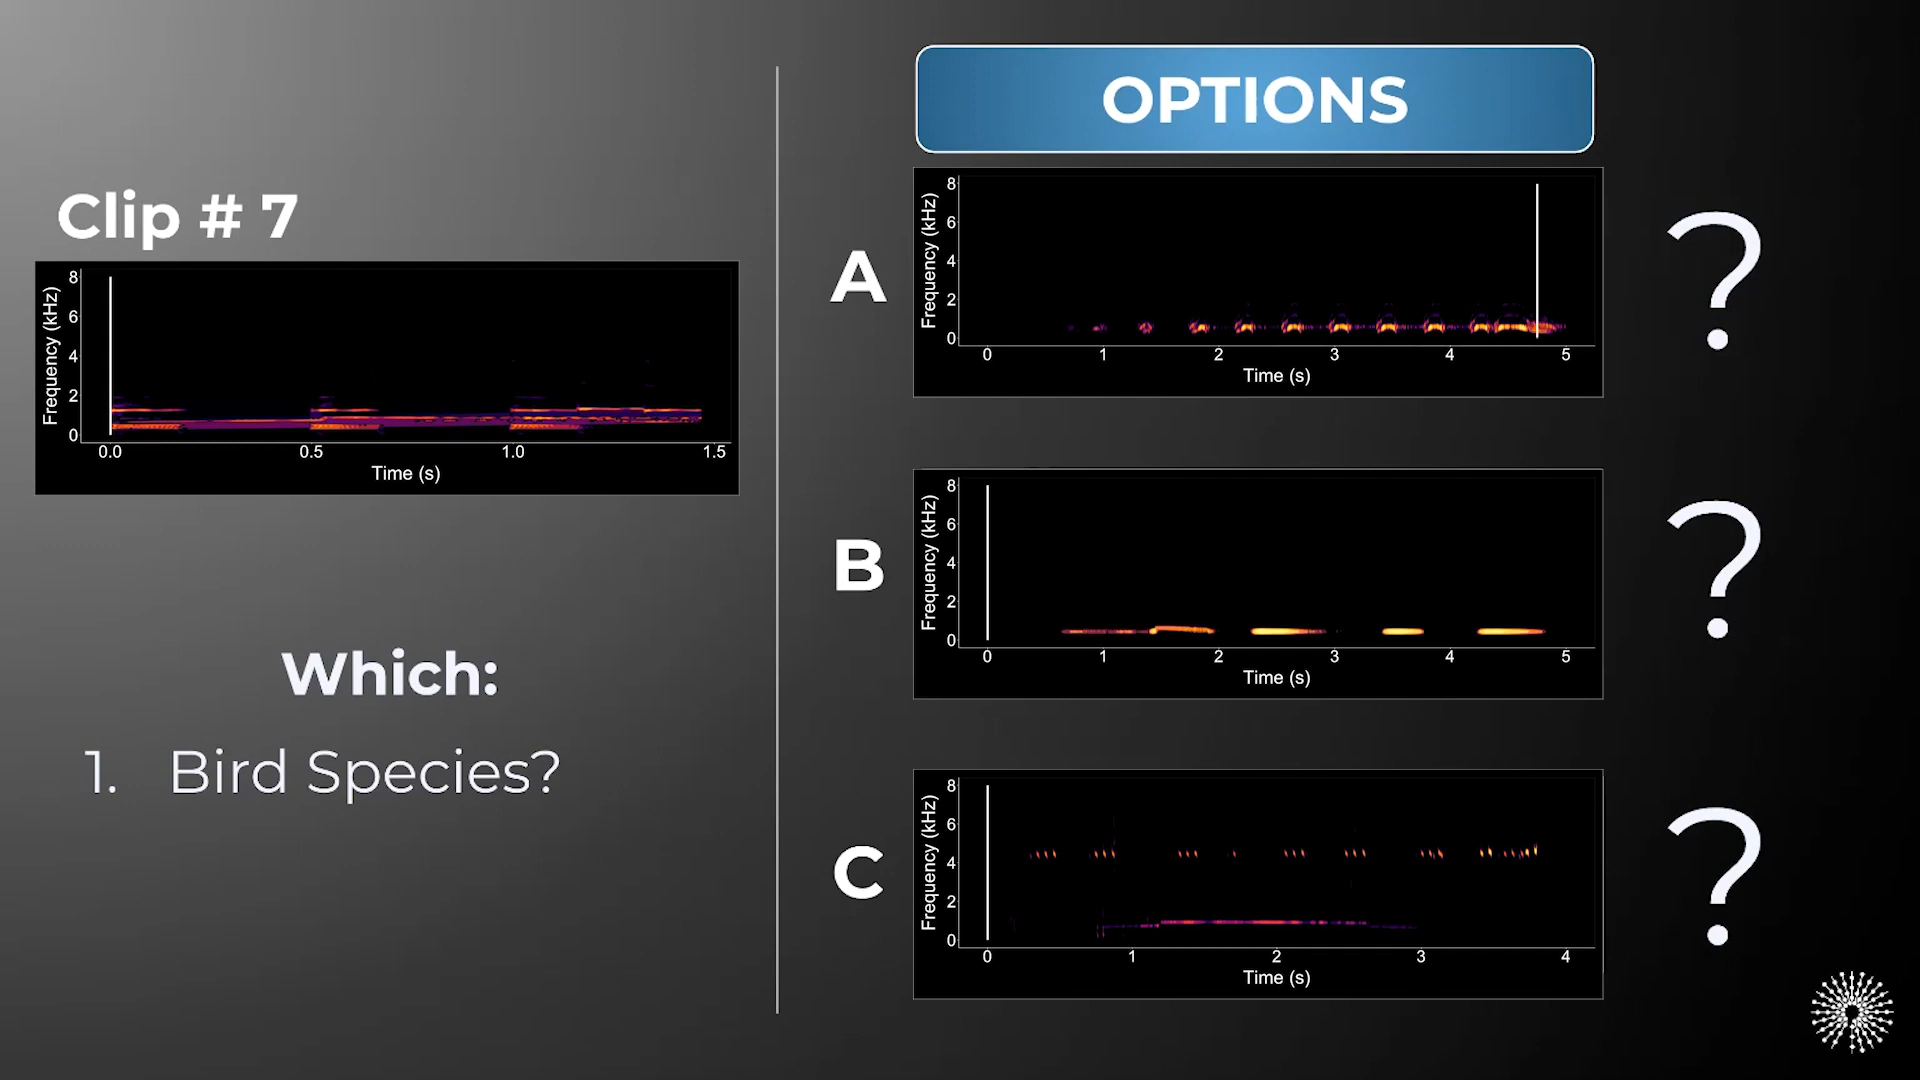 OPTIONS
Clip # 7
Frequency (kHz)
8
6
4
2
0
0.0 0.5 1.0 1.5
Time (s)
Which:
1. Bird Species?
A
Frequency (kHz)
8
6
4
2
0
0 1 2 3 4 5
Time (s)
?
B
Frequency (kHz)
8
6
4
2
0
0 1 2 3 4 5
Time (s)
?
C
Frequency (kHz)
8
6
4
2
0
0 1 2 3 4
Time (s)
?